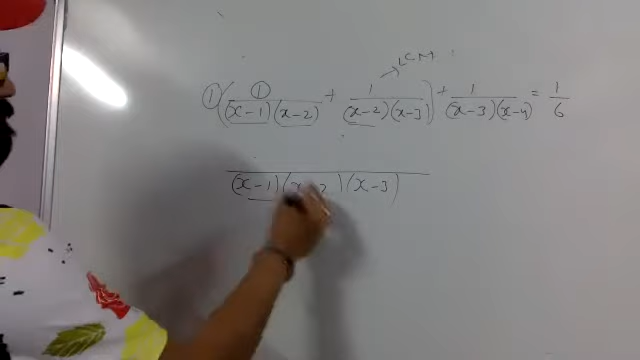 LCM
① ( ①/(x-1)(x-2) + 1/(x-2)(x-3) ) + 1/(x-3)(x-4) = 1/6
(x-1)(x-2)(x-3)